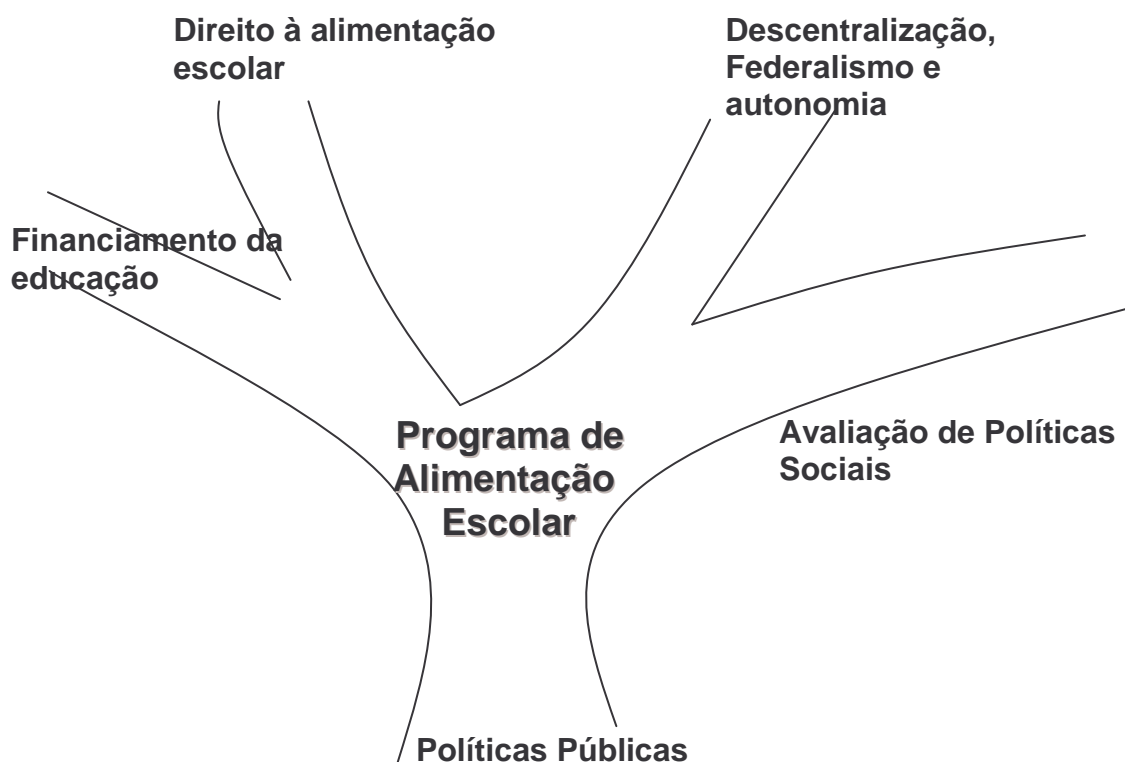 Direito à alimentação
escolar
Descentralização,
Federalismo e
autonomia
Financiamento da
educação
Programa de
Alimentação
Escolar
Avaliação de Políticas
Sociais
Políticas Públicas